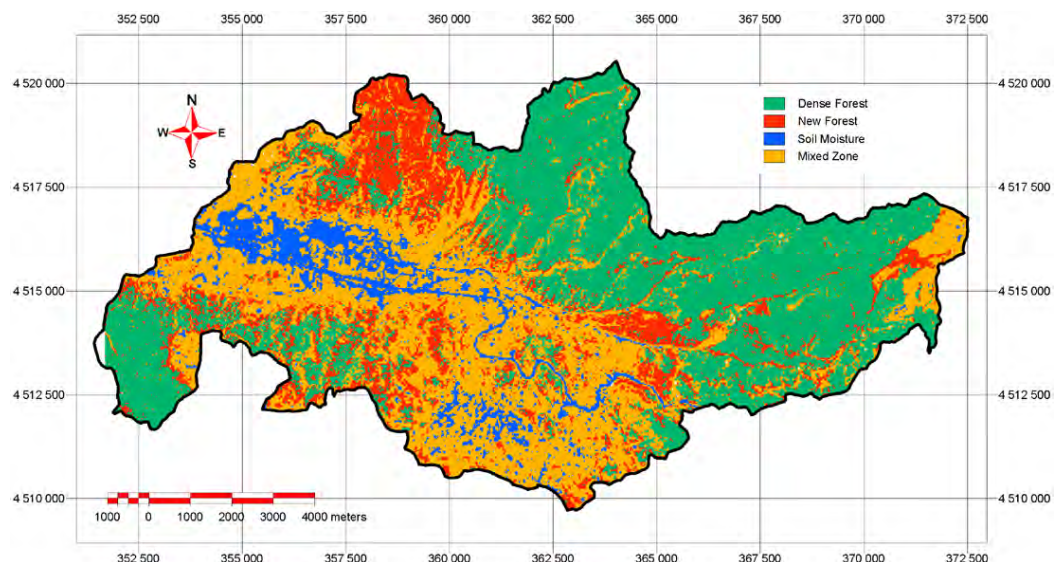 352 500 355 000 357 500 360 000 362 500 365 000 367 500 370 000 372 500
4 520 000 4 520 000
N
W E
S
Dense Forest
New Forest
Soil Moisture
Mixed Zone
4 517 500 4 517 500
4 515 000 4 515 000
4 512 500 4 512 500
4 510 000 4 510 000
1000 0 1000 2000 3000 4000 meters
352 500 355 000 357 500 360 000 362 500 365 000 367 500 370 000 372 500